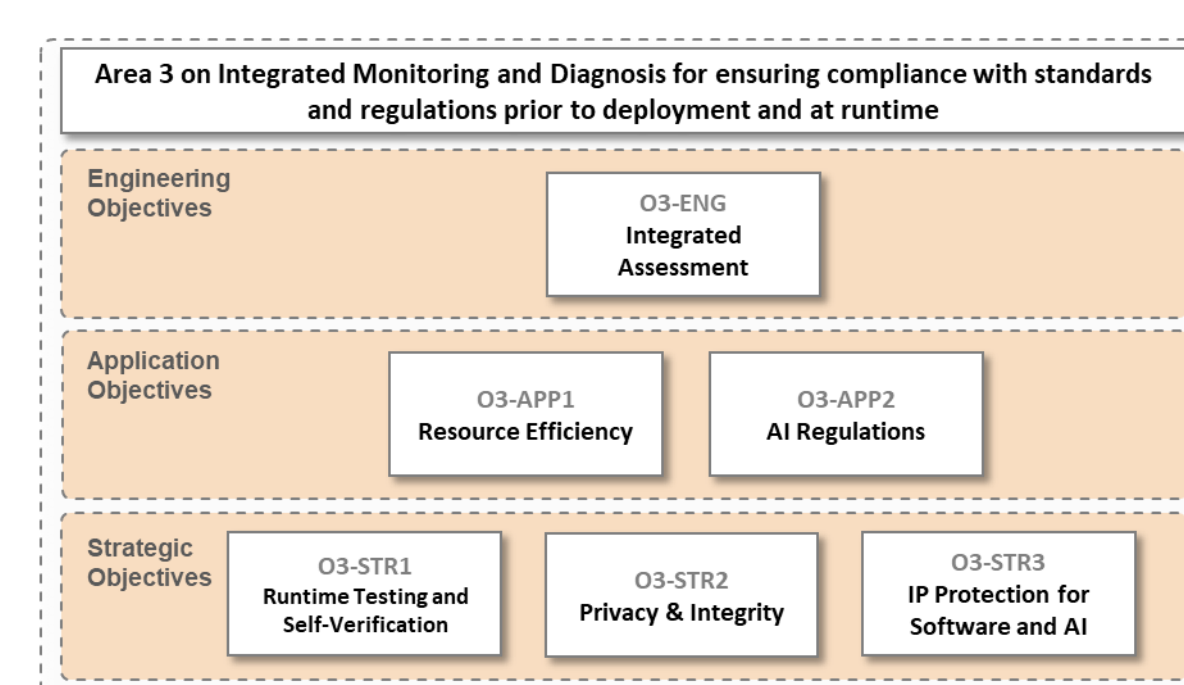 Area 3 on Integrated Monitoring and Diagnosis for ensuring compliance with standards
and regulations prior to deployment and at runtime
Engineering
Objectives
O3-ENG
Integrated
Assessment
Application
Objectives
O3-APP1
Resource Efficiency
O3-APP2
AI Regulations
Strategic
Objectives
O3-STR1
Runtime Testing and
Self-Verification
O3-STR2
Privacy & Integrity
O3-STR3
IP Protection for
Software and AI